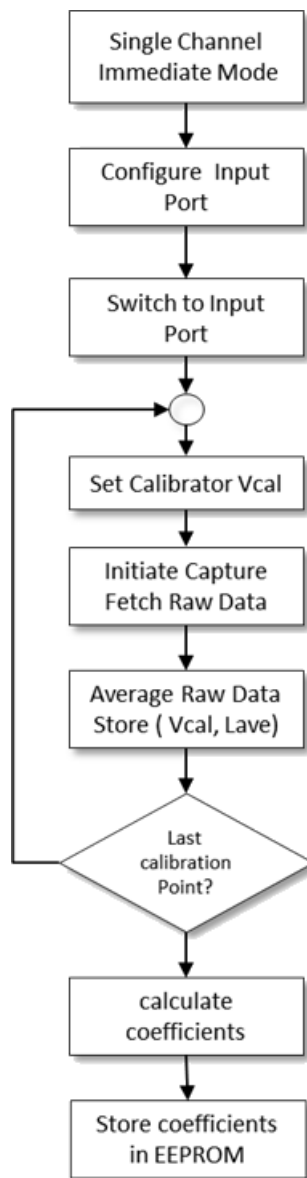 Single Channel
Immediate Mode
Configure Input
Port
Switch to Input
Port
Set Calibrator Vcal
Initiate Capture
Fetch Raw Data
Average Raw Data
Store ( Vcal, Lave)
Last
calibration
Point?
calculate
coefficients
Store coefficients
in EEPROM